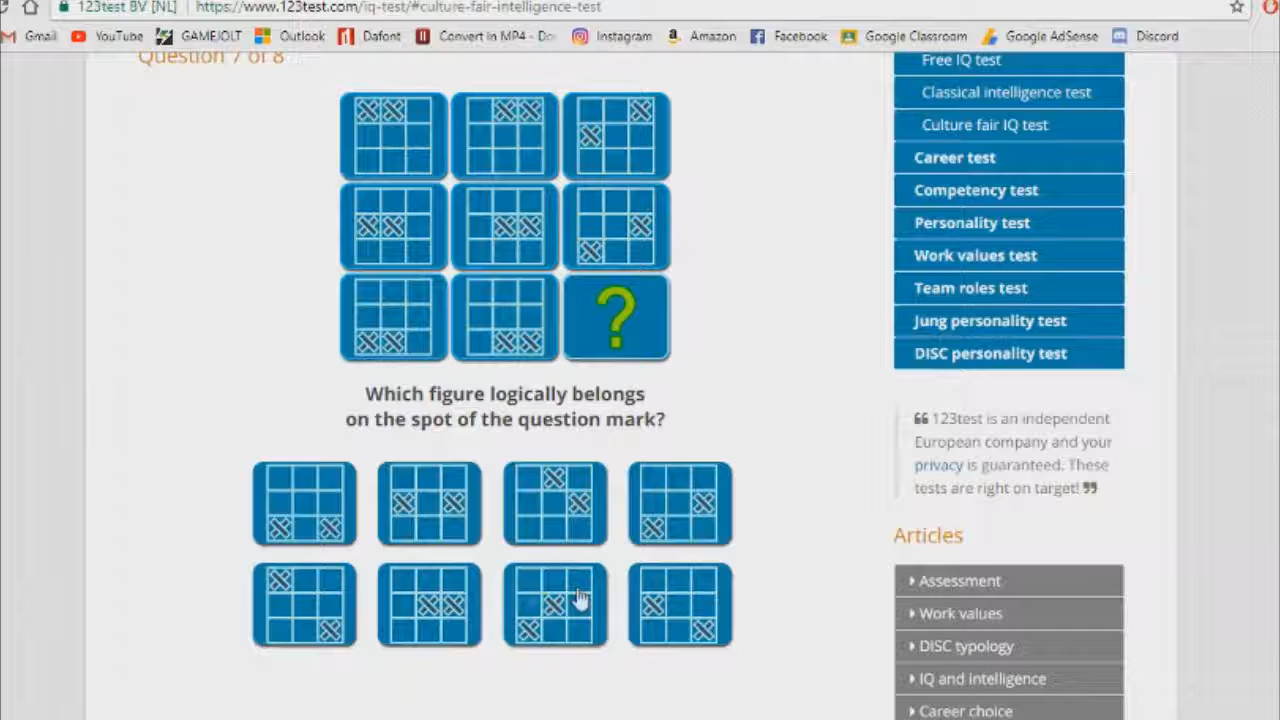 123test BV [NL] https://www.123test.com/iq-test/#culture-fair-intelligence-test
Gmail YouTube GAMEJOLT Outlook Dafont Convert in MP4 - Do Instagram Amazon Facebook Google Classroom Google AdSense Discord
Question 7 of 8
?
Which figure logically belongs
on the spot of the question mark?
Free IQ test
Classical intelligence test
Culture fair IQ test
Career test
Competency test
Personality test
Work values test
Team roles test
Jung personality test
DISC personality test
123test is an independent
European company and your
privacy is guaranteed. These
tests are right on target!
Articles
Assessment
Work values
DISC typology
IQ and intelligence
Career choice